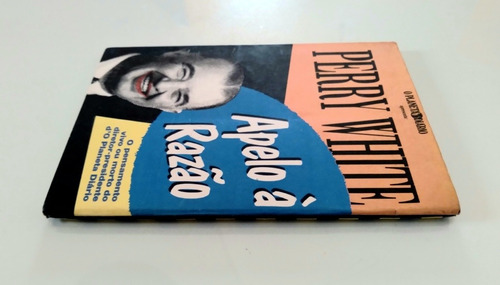 O PLANETA DIÁRIO
PERRY WHITE
Apelo à
Razão
O pensamento
vivo ou morto do
diretor-presidente
d'O Planeta Diário